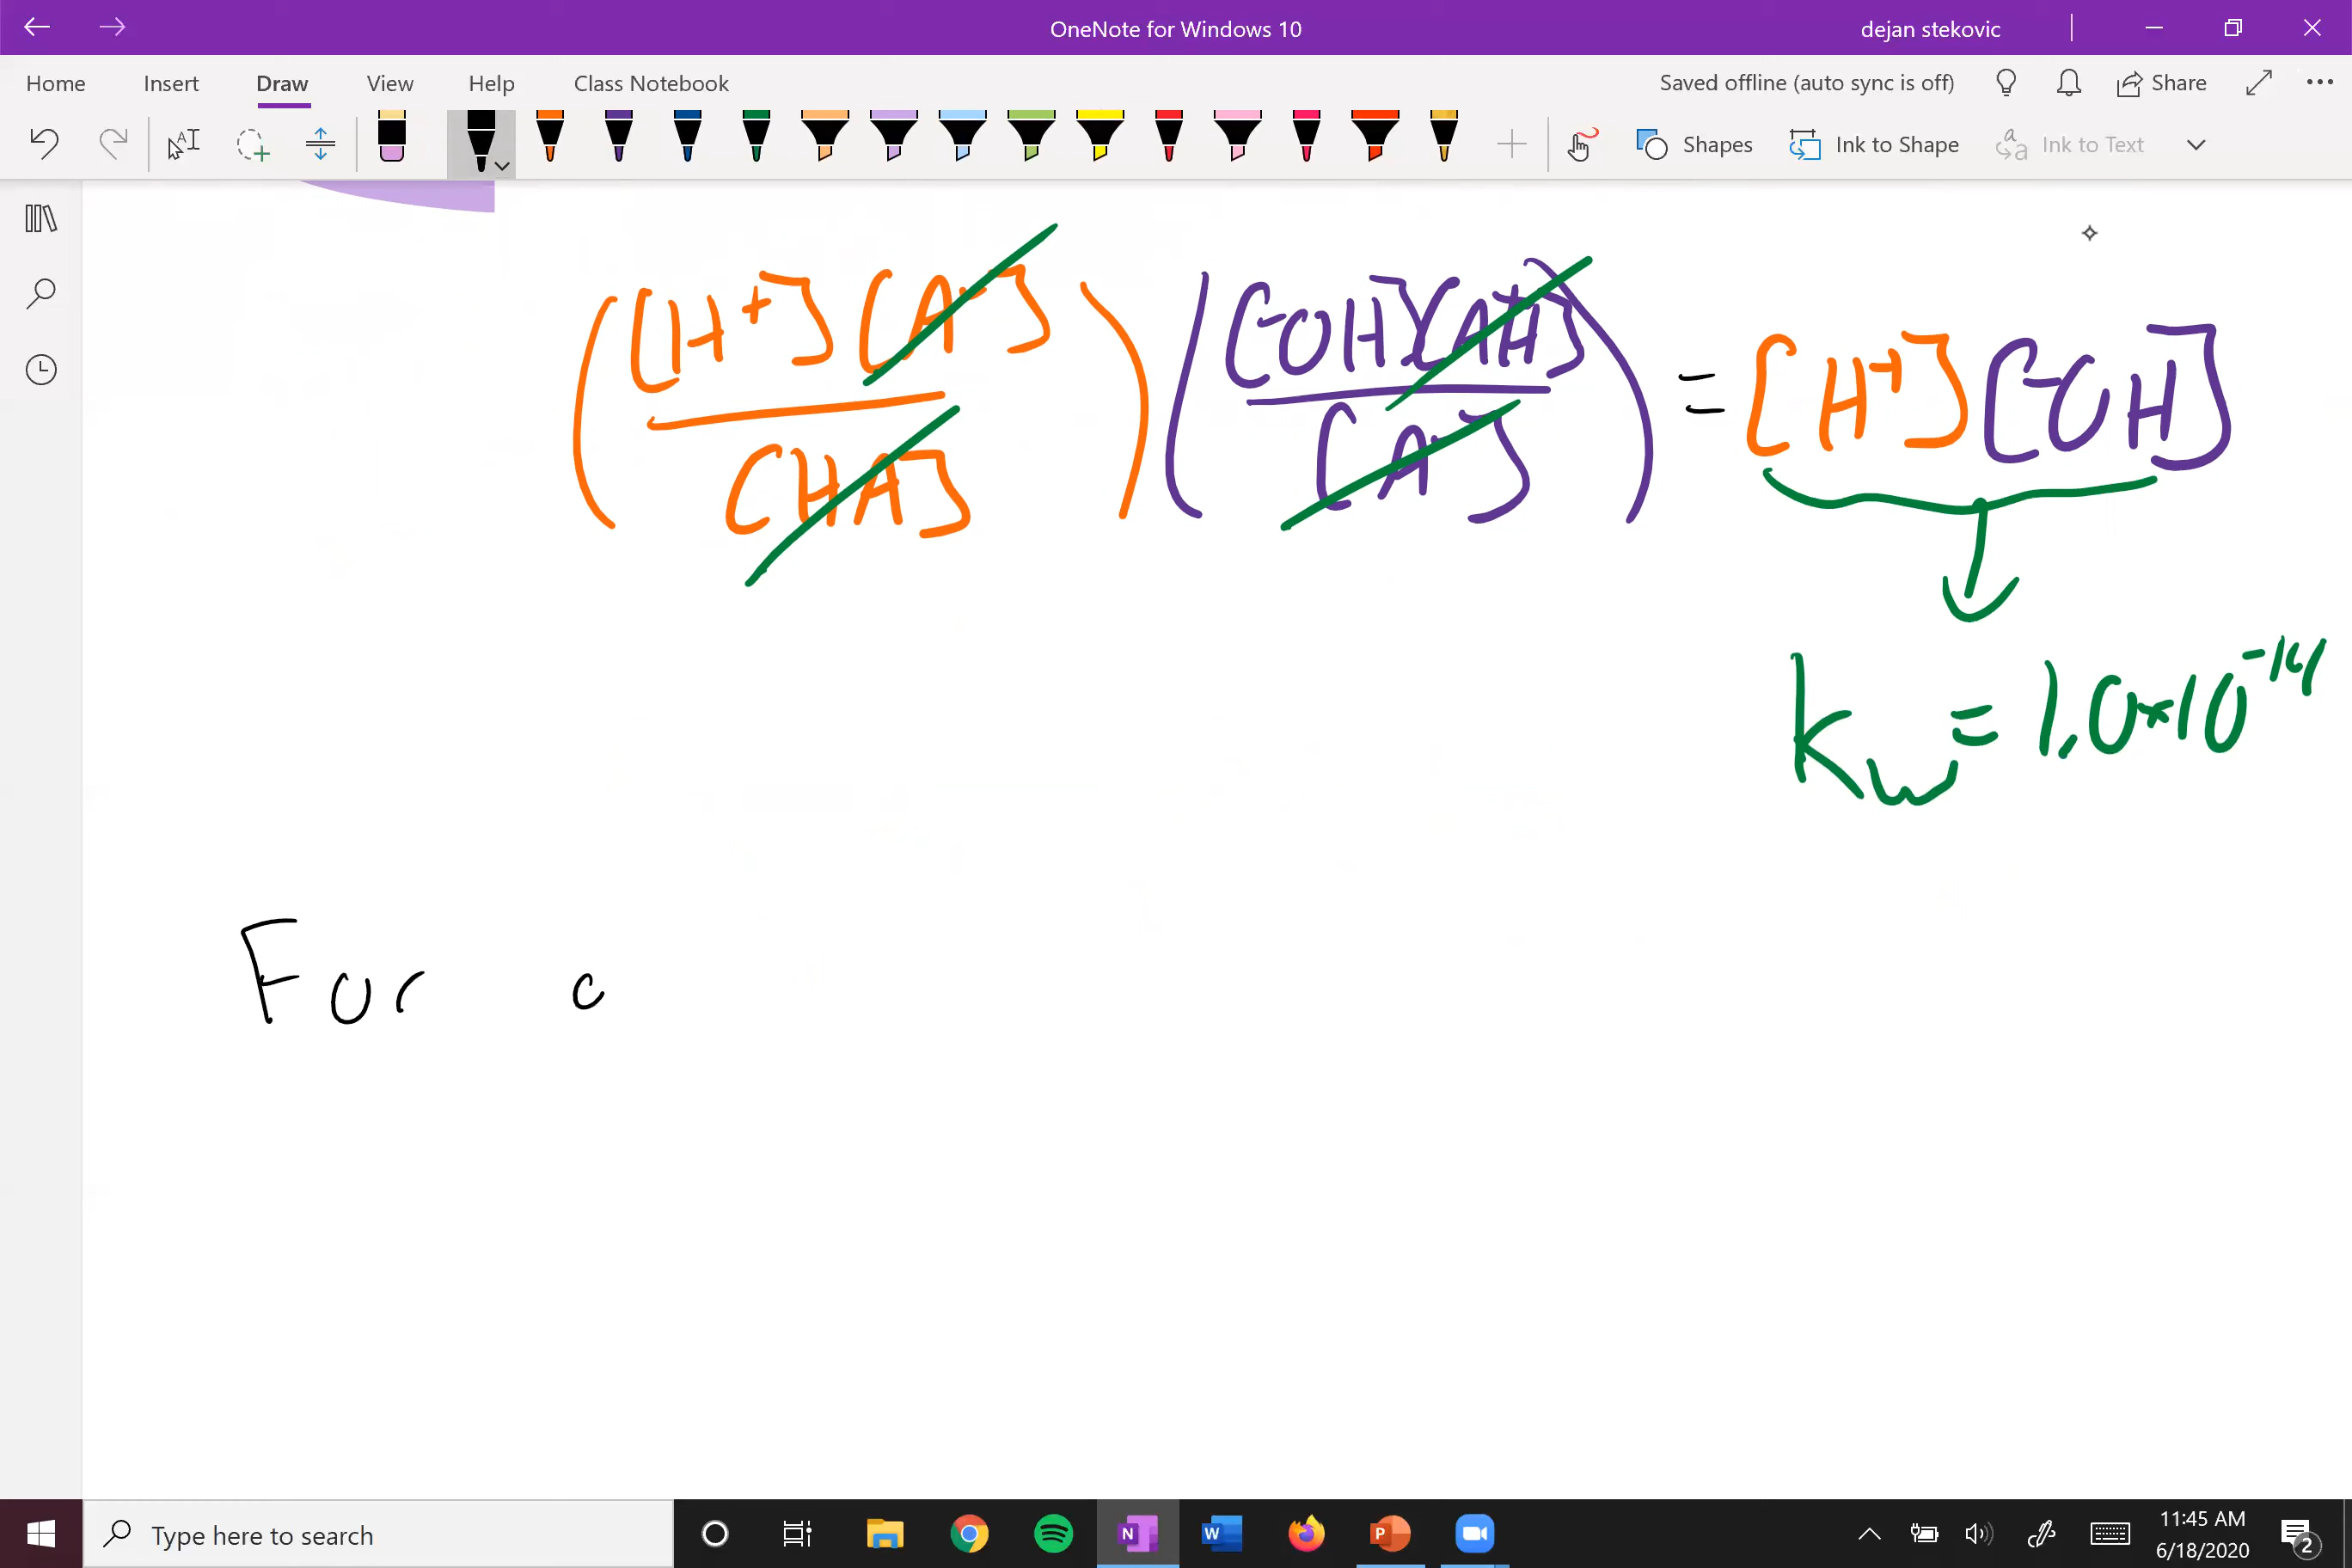 OneNote for Windows 10
dejan stekovic
Home Insert Draw View Help Class Notebook
Saved offline (auto sync is off) Share
Shapes Ink to Shape Ink to Text
([H+][A-] / [HA]) ([-OH][AH] / [A-]) = [H+][-OH]
Kw = 1.0*10^-14
For a
Type here to search
11:45 AM
6/18/2020
2